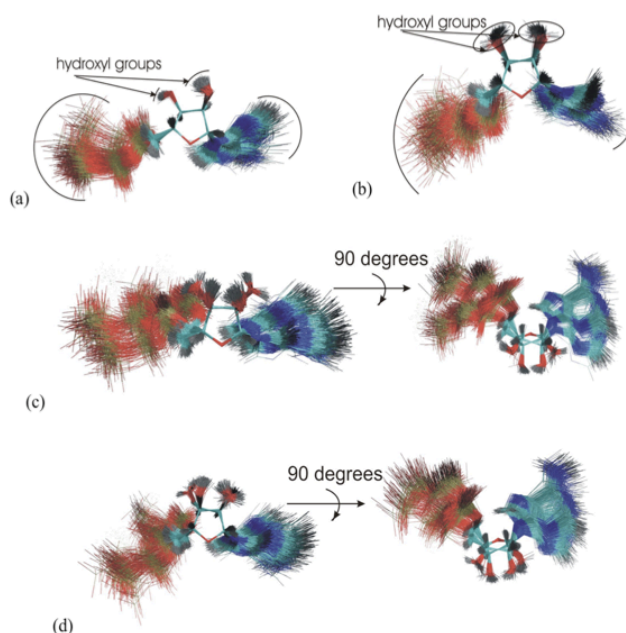 hydroxyl groups
hydroxyl groups
(a)
(b)
90 degrees
(c)
90 degrees
(d)